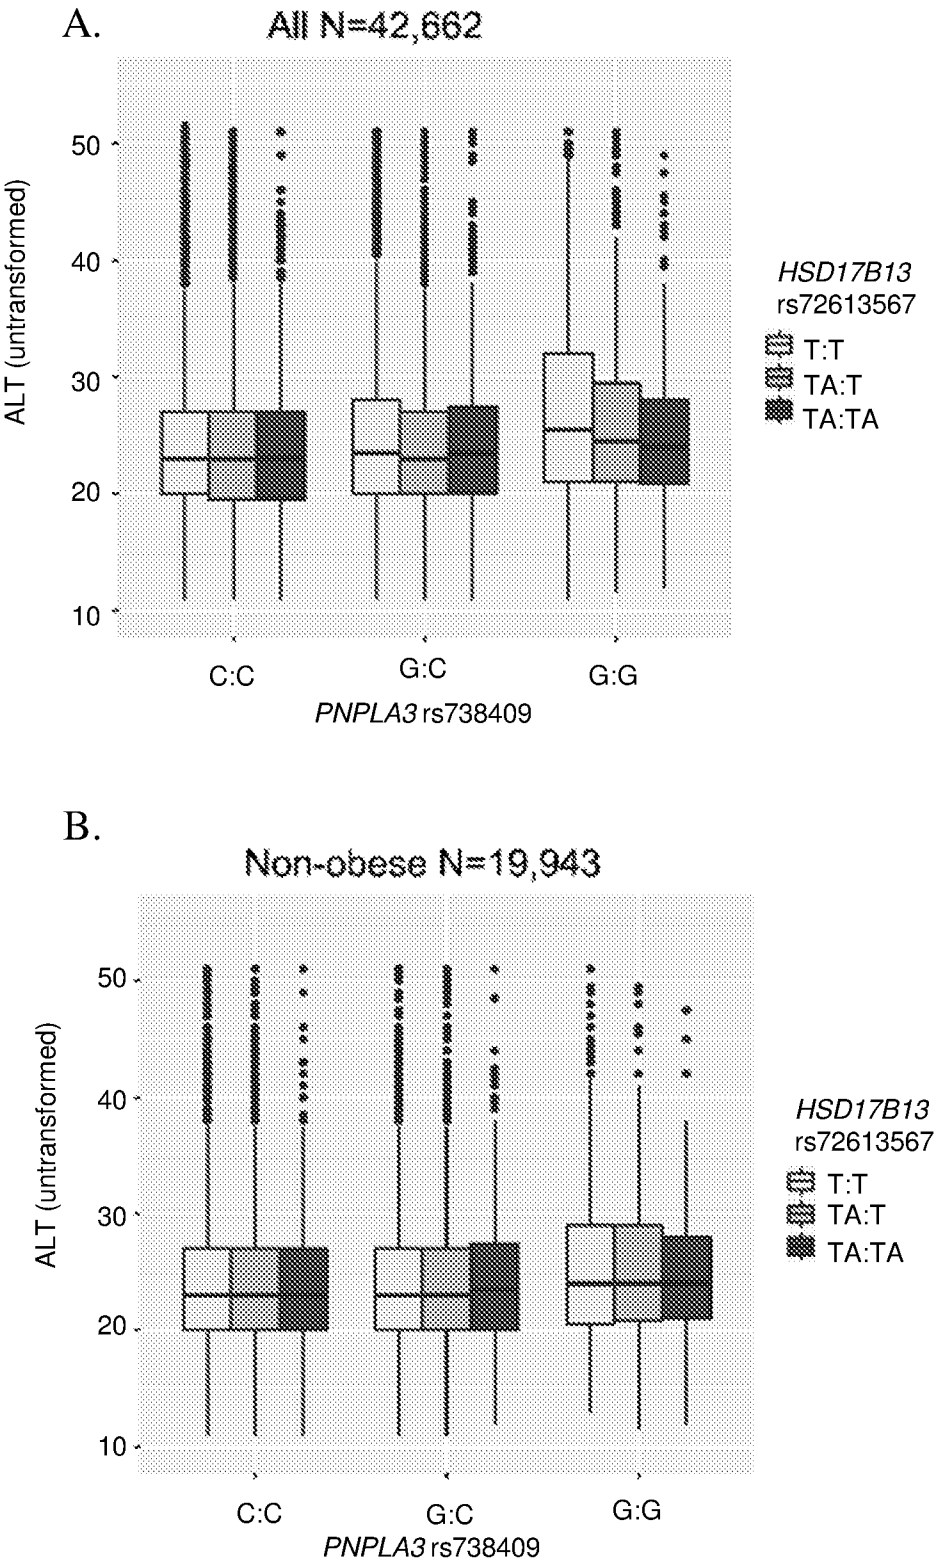 A.
All N=42,662
50
40
30
20
10
ALT (untransformed)
C:C
G:C
G:G
PNPLA3 rs738409
HSD17B13
rs72613567
T:T
TA:T
TA:TA
B.
Non-obese N=19,943
50
40
30
20
10
ALT (untransformed)
C:C
G:C
G:G
PNPLA3 rs738409
HSD17B13
rs72613567
T:T
TA:T
TA:TA